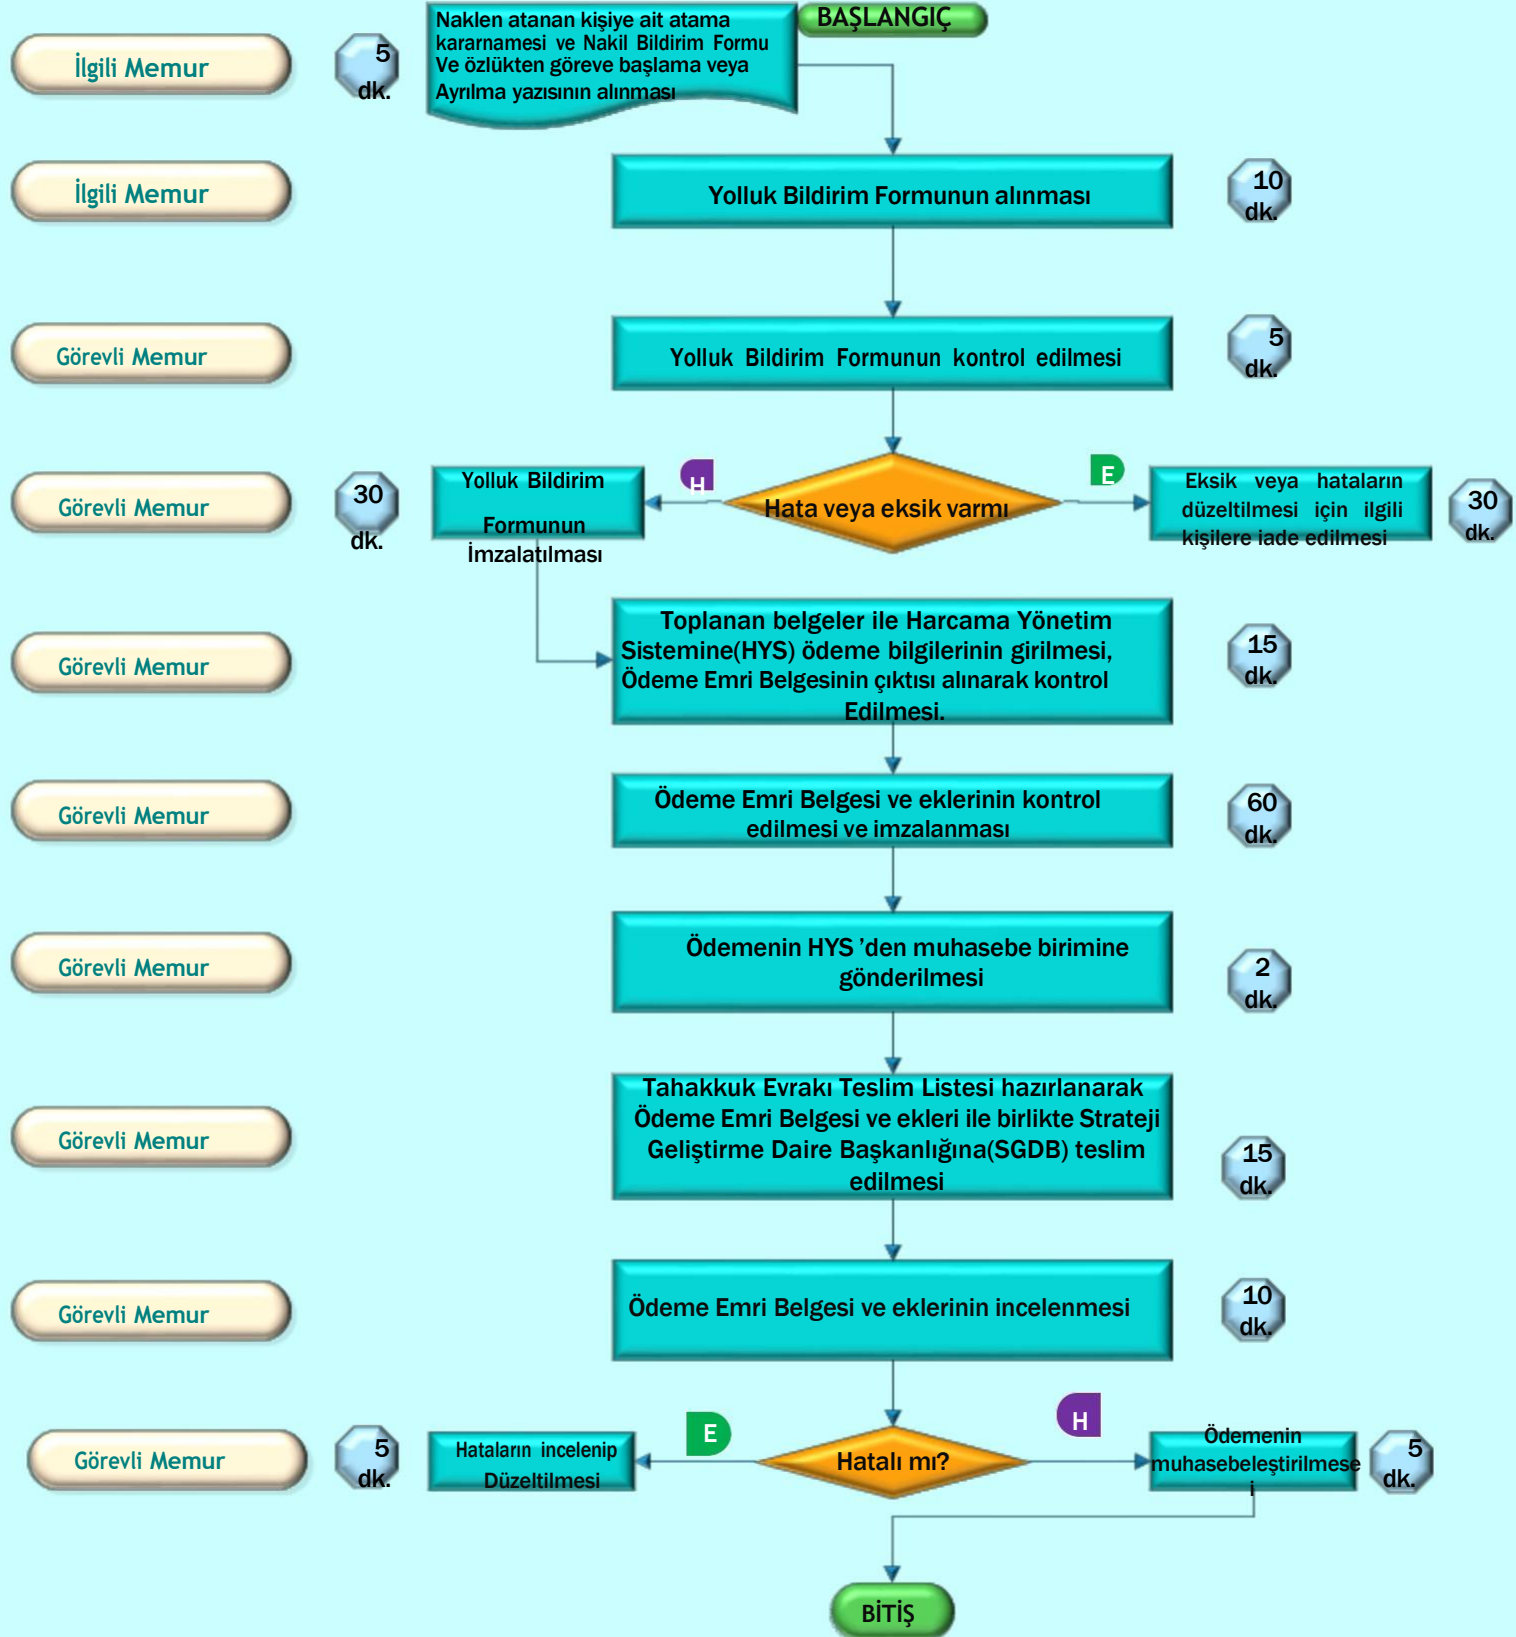 BAŞLANGIÇ
İlgili Memur
5
dk.
Naklen atanan kişiye ait atama
kararnamesi ve Nakil Bildirim Formu
Ve özlükten göreve başlama veya
Ayrılma yazısının alınması
İlgili Memur
Yolluk Bildirim Formunun alınması
10
dk.
Görevli Memur
Yolluk Bildirim Formunun kontrol edilmesi
5
dk.
Görevli Memur
30
dk.
Yolluk Bildirim
Formunun
İmzalatılması
H
Hata veya eksik varmı
E
Eksik veya hataların
düzeltilmesi için ilgili
kişilere iade edilmesi
30
dk.
Görevli Memur
Toplanan belgeler ile Harcama Yönetim
Sistemine(HYS) ödeme bilgilerinin girilmesi,
Ödeme Emri Belgesinin çıktısı alınarak kontrol
Edilmesi.
15
dk.
Görevli Memur
Ödeme Emri Belgesi ve eklerinin kontrol
edilmesi ve imzalanması
60
dk.
Görevli Memur
Ödemenin HYS ’den muhasebe birimine
gönderilmesi
2
dk.
Görevli Memur
Tahakkuk Evrakı Teslim Listesi hazırlanarak
Ödeme Emri Belgesi ve ekleri ile birlikte Strateji
Geliştirme Daire Başkanlığına(SGDB) teslim
edilmesi
15
dk.
Görevli Memur
Ödeme Emri Belgesi ve eklerinin incelenmesi
10
dk.
Görevli Memur
5
dk.
Hataların incelenip
Düzeltilmesi
E
Hatalı mı?
H
Ödemenin
muhasebeleştirilmese
i
5
dk.
BİTİŞ